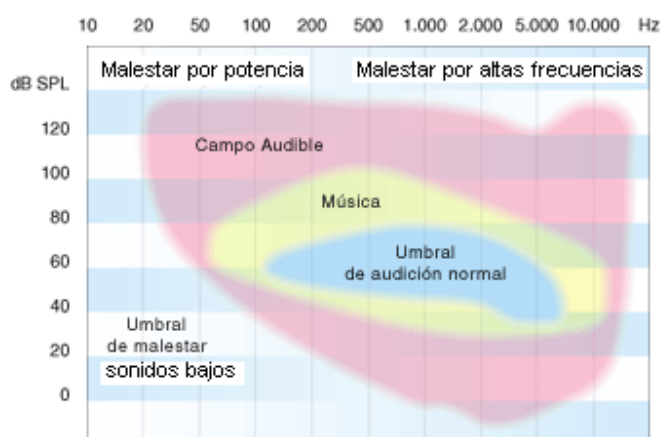 10 20 50 100 200 500 1.000 2.000 5.000 10.000 Hz
dB SPL
Malestar por potencia
Malestar por altas frecuencias
120
100
80
60
40
20
0
Campo Audible
Música
Umbral
de audición normal
Umbral
de malestar
sonidos bajos